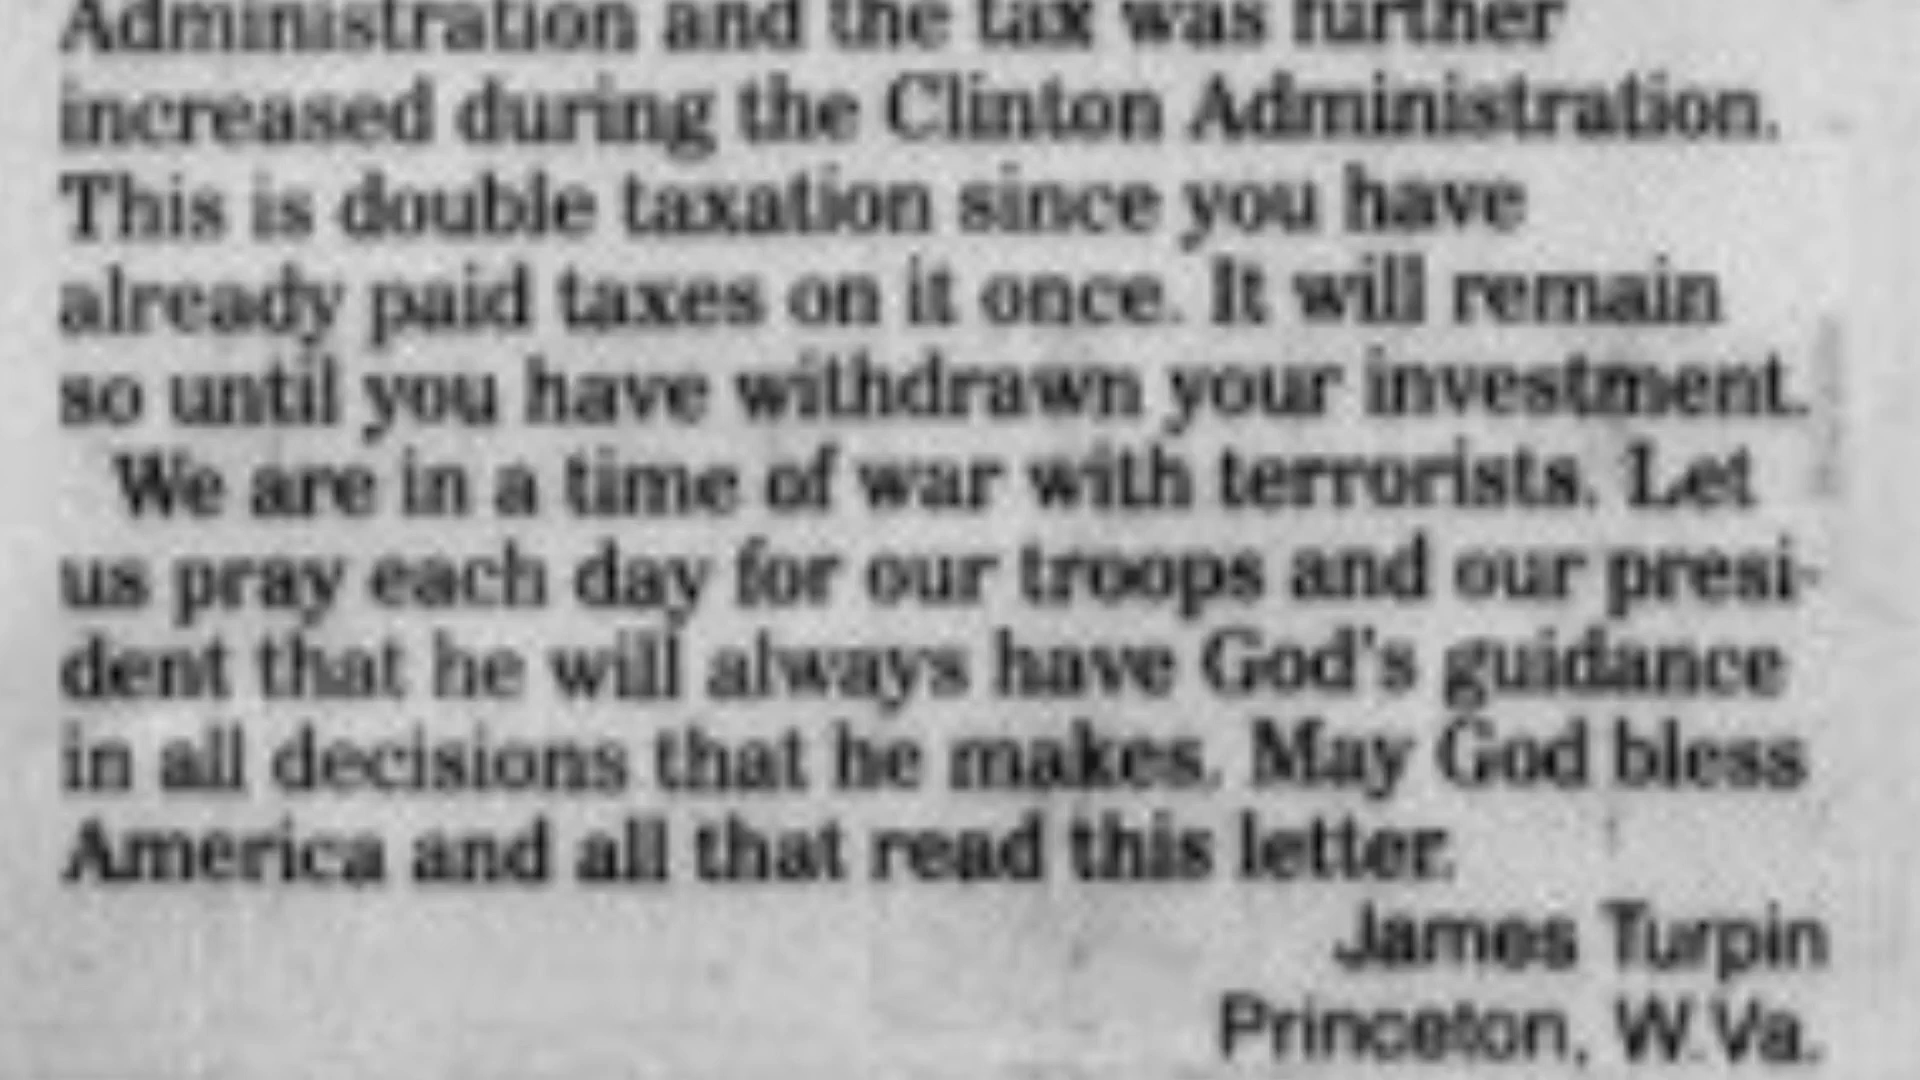 Administration and the tax was further
increased during the Clinton Administration.
This is double taxation since you have
already paid taxes on it once. It will remain
so until you have withdrawn your investment.
We are in a time of war with terrorists. Let
us pray each day for our troops and our presi-
dent that he will always have God's guidance
in all decisions that he makes. May God bless
America and all that read this letter.
James Turpin
Princeton, W.Va.